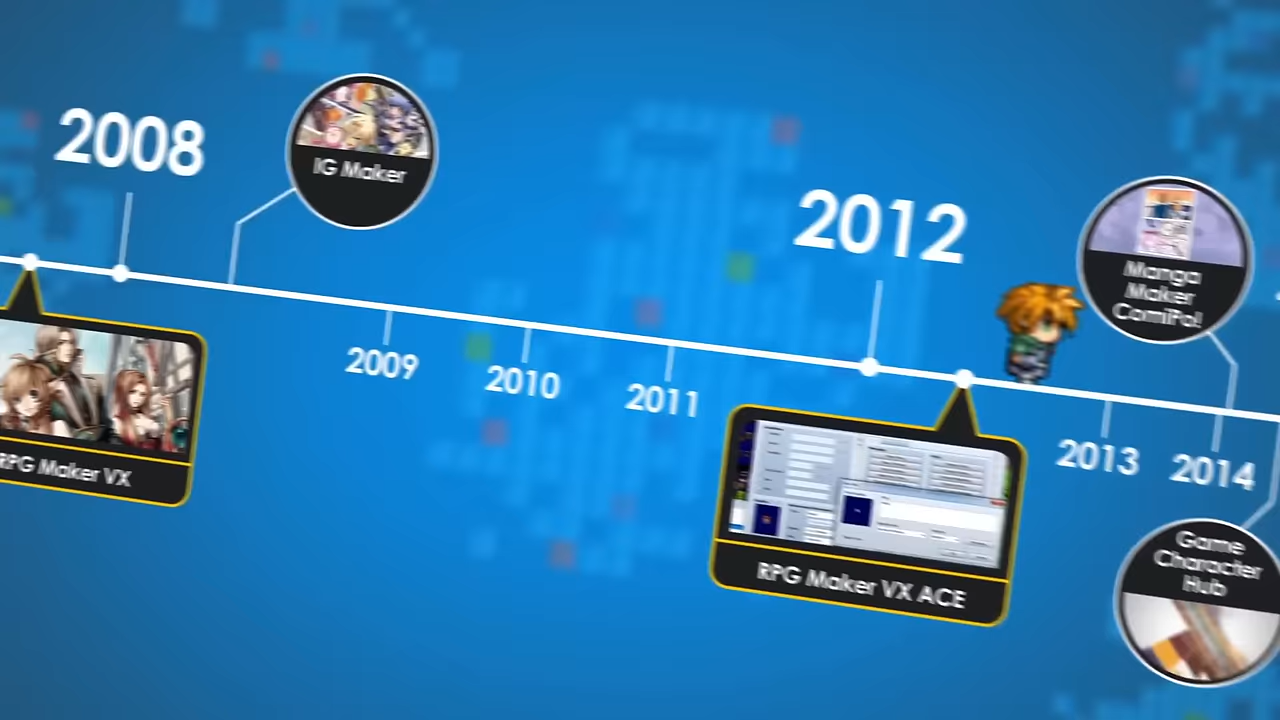 2008
IG Maker
2012
Manga
Maker
ComiPo!
2009
2010
2011
2013
2014
RPG Maker VX
RPG Maker VX ACE
Game
Character
Hub